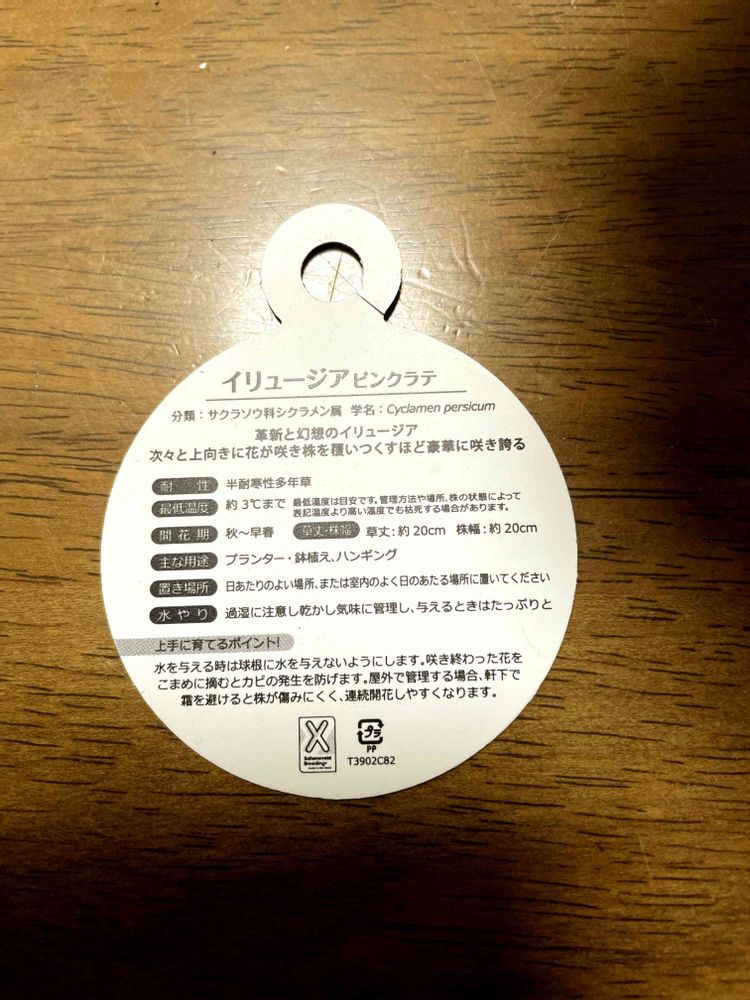 イリュージアピンクラテ
分類：サクラソウ科シクラメン属 学名：Cyclamen persicum
革新と幻想のイリュージア
次々と上向きに花が咲き株を覆いつくすほど豪華に咲き誇る
耐性 半耐寒性多年草
最低温度 約3℃まで 最低温度は目安です。管理方法や場所、株の状態によって
表記温度より高い温度でも枯死する場合があります。
開花期 秋～早春 草丈・株幅 草丈：約20cm 株幅：約20cm
主な用途 プランター・鉢植え、ハンギング
置き場所 日あたりのよい場所、または室内のよく日のあたる場所に置いてください
水やり 過湿に注意し乾かし気味に管理し、与えるときはたっぷりと
上手に育てるポイント!
水を与える時は球根に水を与えないようにします。咲き終わった花を
こまめに摘むとカビの発生を防げます。屋外で管理する場合、軒下で
霜を避けると株が傷みにくく、連続開花しやすくなります。
X
Schoneveld
Breeding
プラ
PP
T3902C82